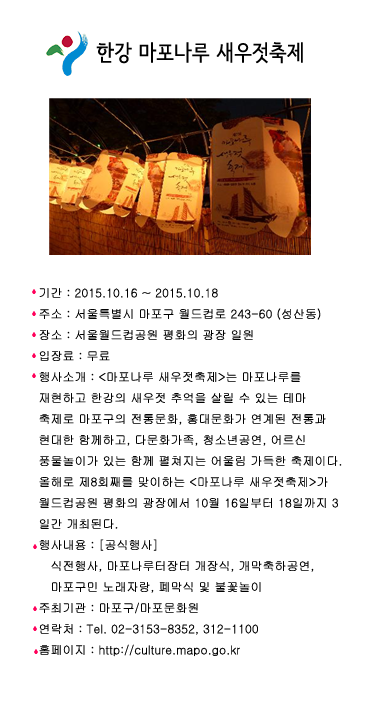 한강 마포나루 새우젓축제
기간 : 2015.10.16 ~ 2015.10.18
주소 : 서울특별시 마포구 월드컵로 243-60 (성산동)
장소 : 서울월드컵공원 평화의 광장 일원
입장료 : 무료
행사소개 : <마포나루 새우젓축제>는 마포나루를
재현하고 한강의 새우젓 추억을 살릴 수 있는 테마
축제로 마포구의 전통문화, 홍대문화가 연계된 전통과
현대한 함께하고, 다문화가족, 청소년공연, 어르신
풍물놀이가 있는 함께 펼쳐지는 어울림 가득한 축제이다.
올해로 제8회째를 맞이하는 <마포나루 새우젓축제>가
월드컵공원 평화의 광장에서 10월 16일부터 18일까지 3
일간 개최된다.
행사내용 : [공식행사]
식전행사, 마포나루터장터 개장식, 개막축하공연,
마포구민 노래자랑, 폐막식 및 불꽃놀이
주최기관 : 마포구/마포문화원
연락처 : Tel. 02-3153-8352, 312-1100
홈페이지 : http://culture.mapo.go.kr